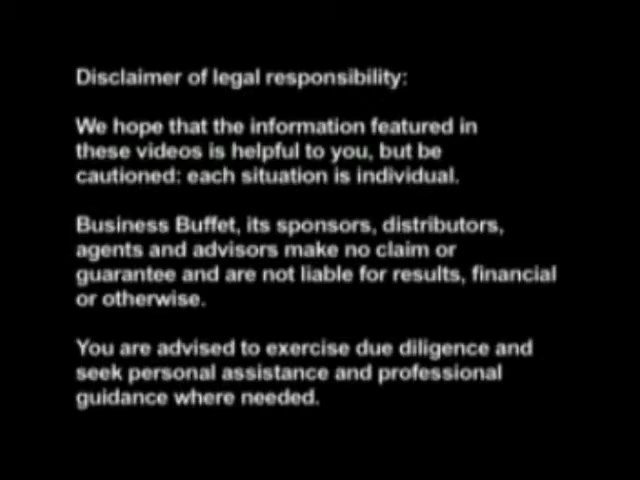 Disclaimer of legal responsibility:
We hope that the information featured in
these videos is helpful to you, but be
cautioned: each situation is individual.
Business Buffet, its sponsors, distributors,
agents and advisors make no claim or
guarantee and are not liable for results, financial
or otherwise.
You are advised to exercise due diligence and
seek personal assistance and professional
guidance where needed.